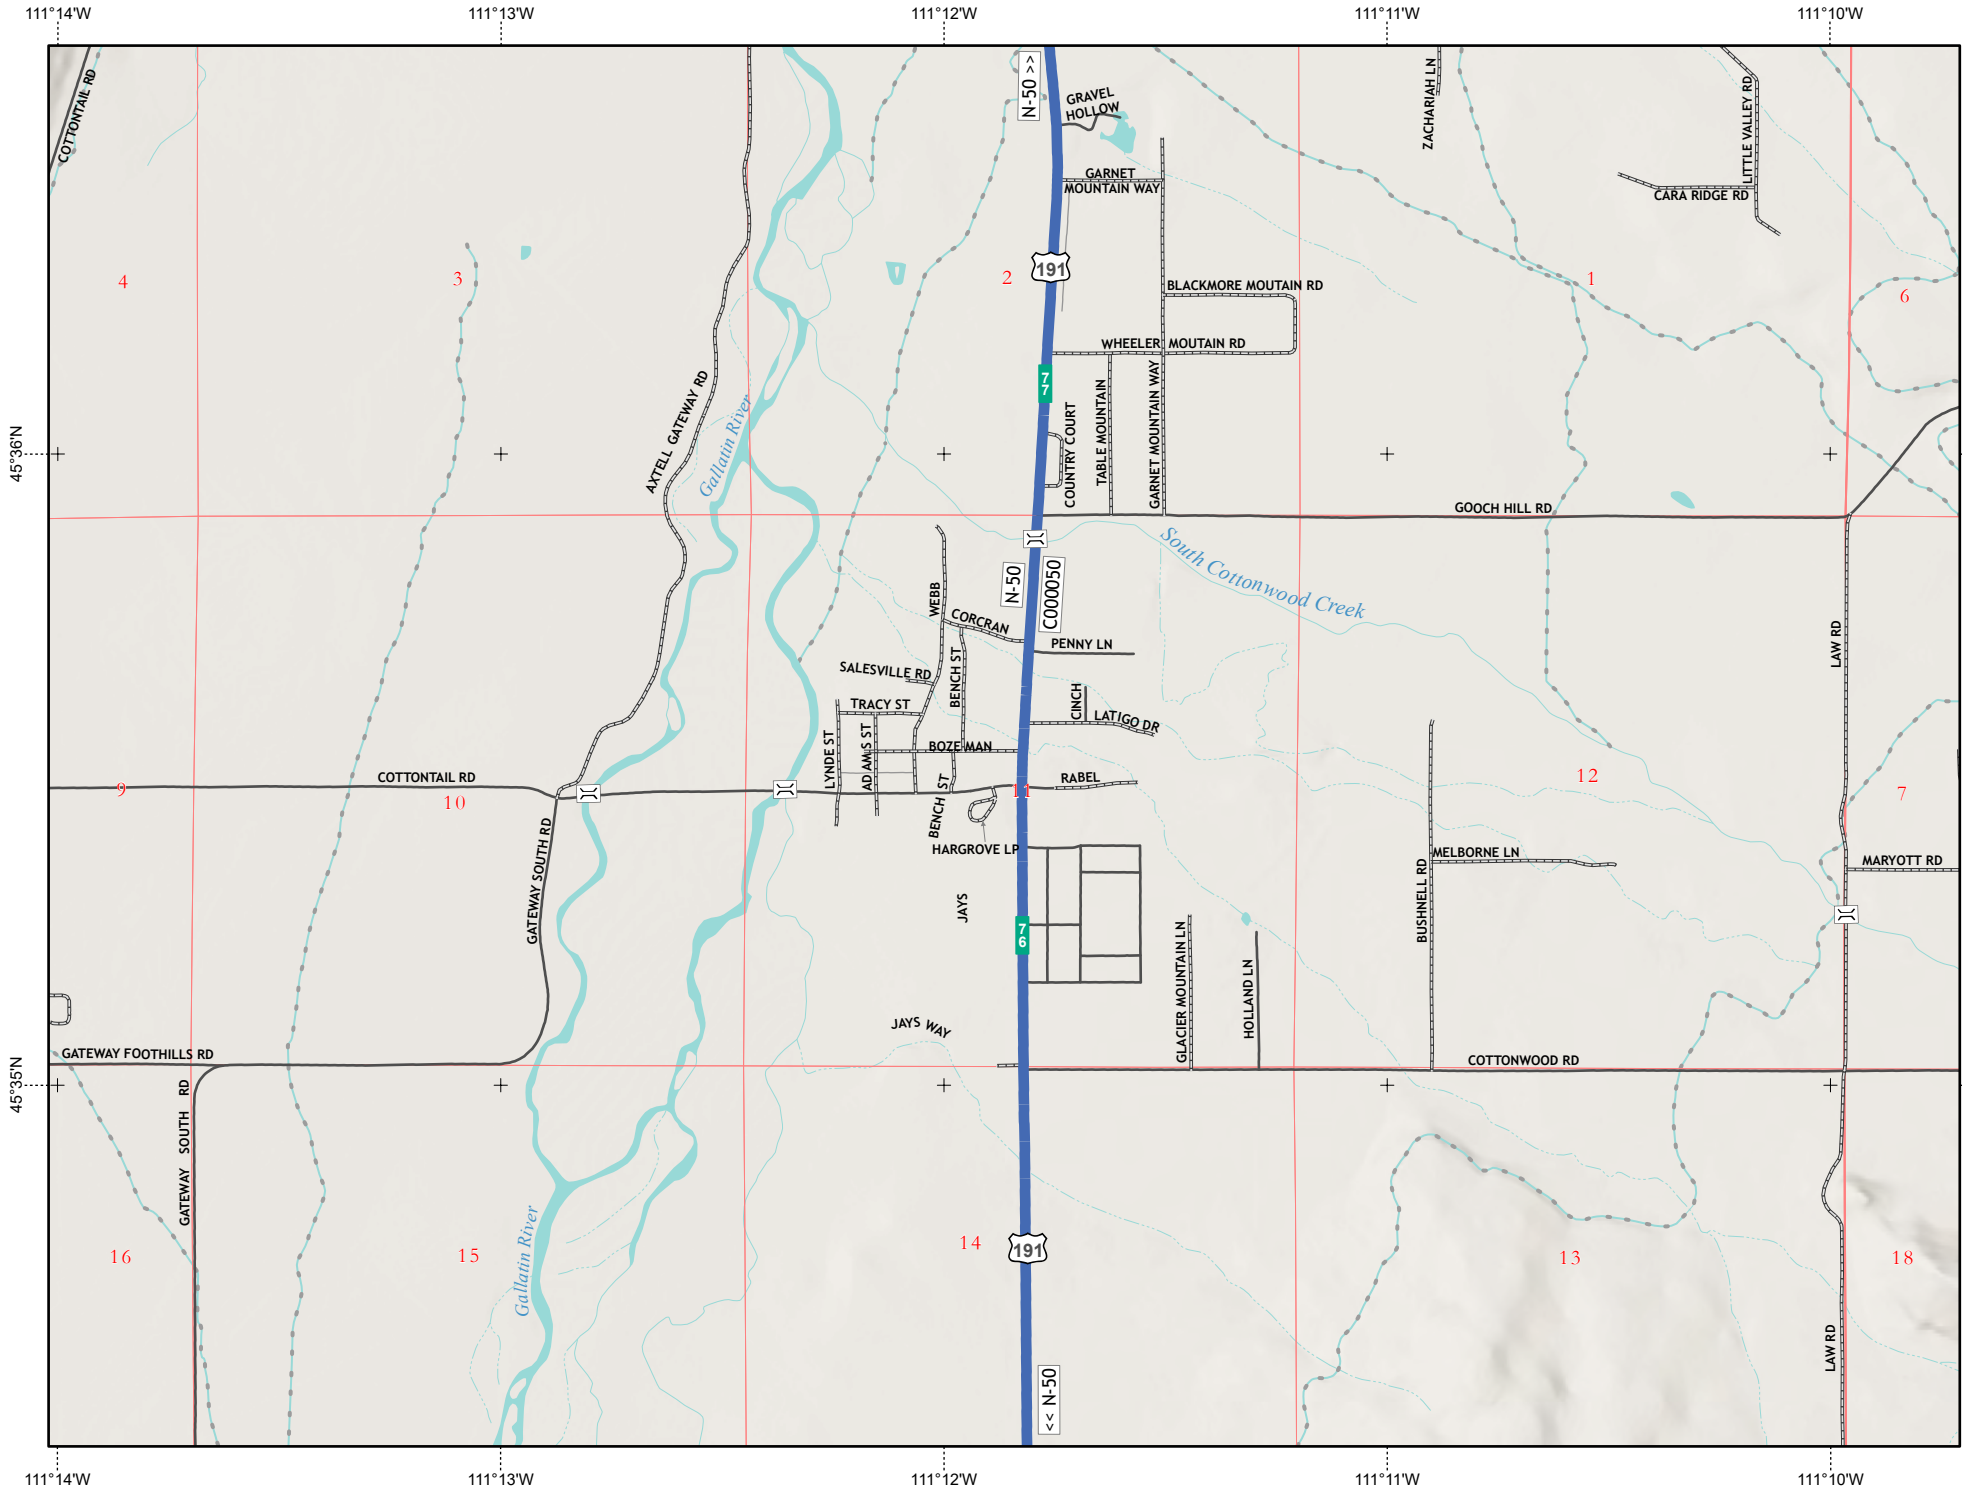 111°14'W
111°13'W
111°12'W
111°11'W
111°10'W
COTTONTAIL RD
N-50 >>
GRAVEL
HOLLOW
ZACHARIAH LN
LITTLE VALLEY RD
GARNET
MOUNTAIN WAY
CARA RIDGE RD
4
3
2
191
1
6
BLACKMORE MOUTAIN RD
WHEELER MOUTAIN RD
77
AXTELL GATEWAY RD
Gallatin River
COUNTRY COURT
TABLE MOUNTAIN
GARNET MOUNTAIN WAY
45°36'N
GOOCH HILL RD
South Cottonwood Creek
N-50
C000050
WEBB
CORCRAN
PENNY LN
LAW RD
SALESVILLE RD
BENCH ST
TRACY ST
CINCH
LATIGO DR
LYNDE ST
ADAMS ST
BOZEMAN
COTTONTAIL RD
RABEL
9
10
11
12
7
BENCH ST
HARGROVE LP
MELBORNE LN
MARYOTT RD
GATEWAY SOUTH RD
JAYS
76
BUSHNELL RD
GLACIER MOUNTAIN LN
HOLLAND LN
JAYS WAY
GATEWAY FOOTHILLS RD
COTTONWOOD RD
45°35'N
GATEWAY SOUTH RD
Gallatin River
16
15
14
191
13
18
LAW RD
<< N-50
111°14'W
111°13'W
111°12'W
111°11'W
111°10'W